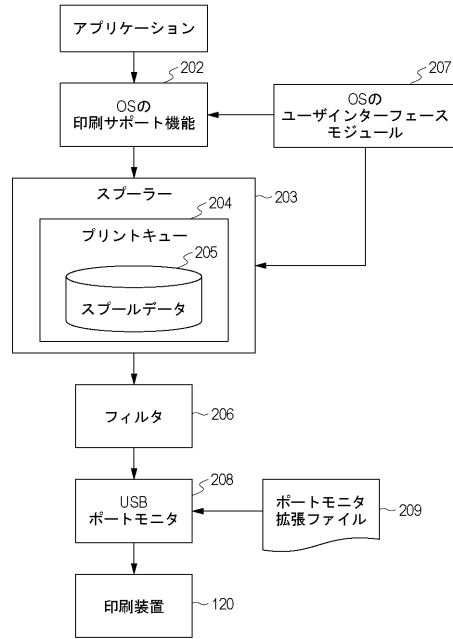 アプリケーション
202
OSの
印刷サポート機能
207
OSの
ユーザインターフェース
モジュール
スプーラー
203
204
プリントキュー
205
スプールデータ
フィルタ
206
208
USB
ポートモニタ
ポートモニタ
拡張ファイル
209
印刷装置
120